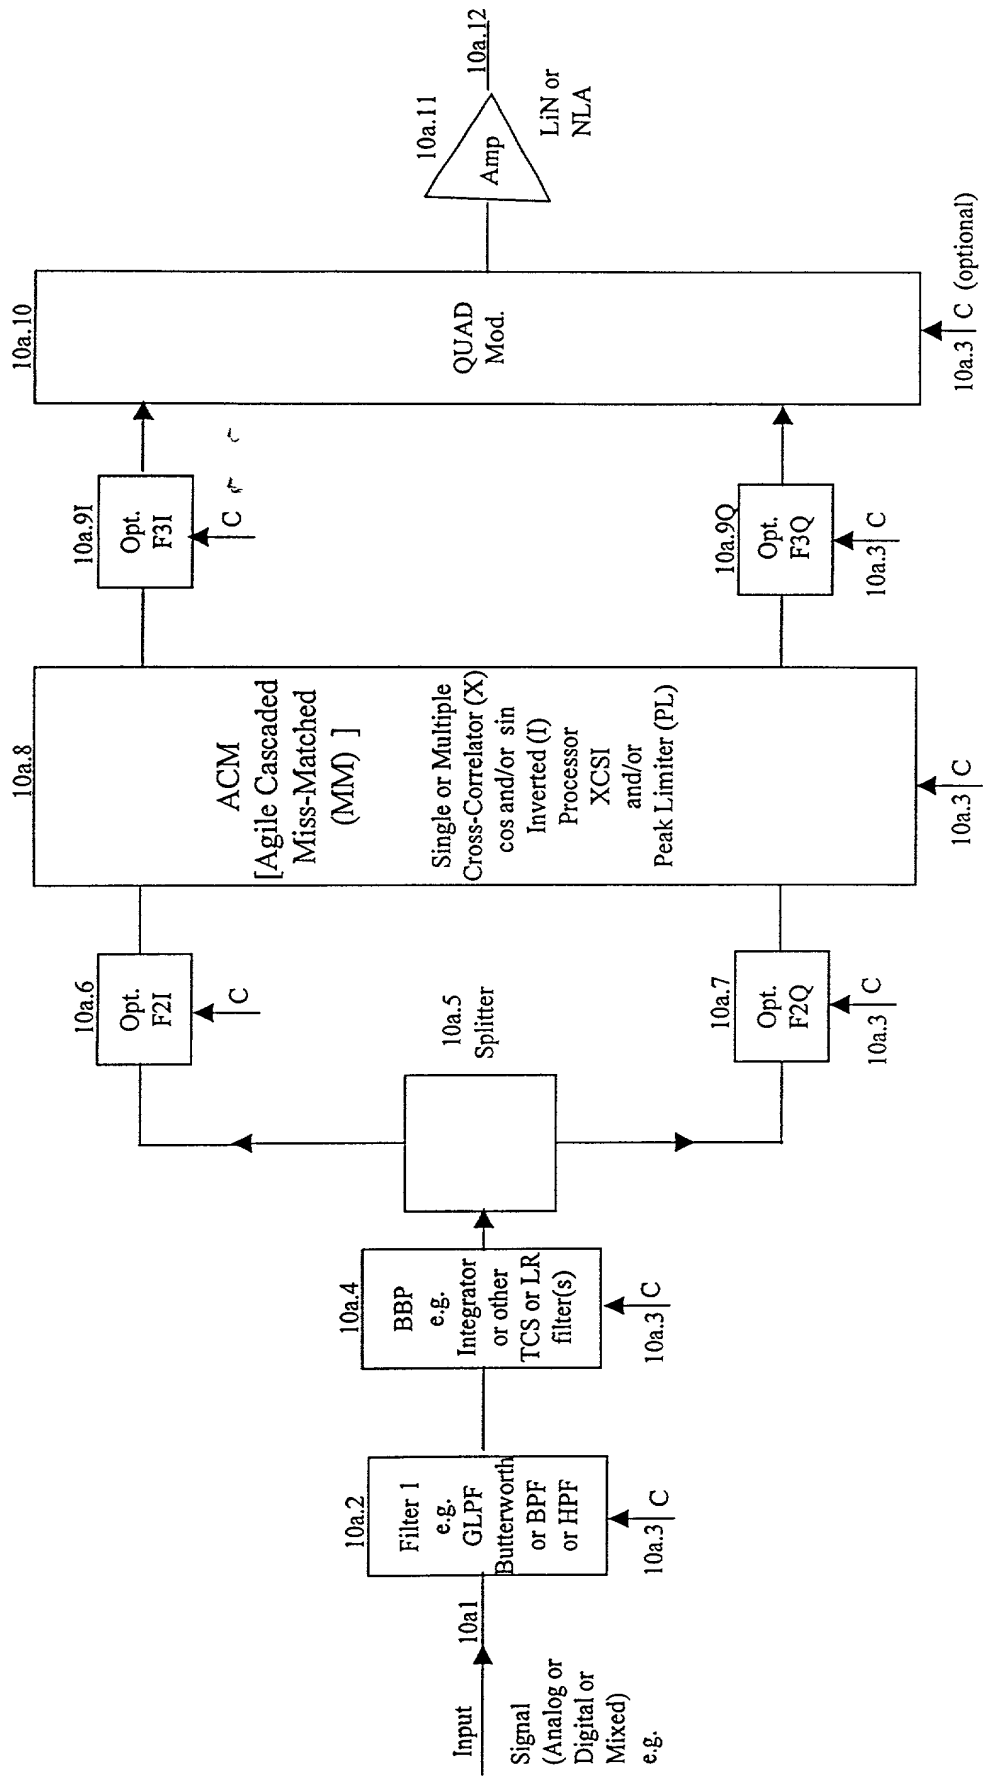 Input
10a1
Signal
(Analog or
Digital or
Mixed)
e.g.
10a.2
Filter 1
e.g.
GLPF
Butterworth
or BPF
or HPF
10a.3 C
10a.4
BBP
e.g.
Integrator
or other
TCS or LR
filter(s)
10a.3 C
10a.5
Splitter
10a.6
Opt.
F2I
C
10a.7
Opt.
F2Q
10a.3 C
10a.8
ACM
[Agile Cascaded
Miss-Matched
(MM) ]
Single or Multiple
Cross-Correlator (X)
cos and/or sin
Inverted (I)
Processor
XCSI
and/or
Peak Limiter (PL)
10a.3 C
10a.9I
Opt.
F3I
C
10a.9Q
Opt.
F3Q
10a.3 C
10a.10
QUAD
Mod.
10a.3 C (optional)
10a.11
Amp
LiN or
NLA
10a.12